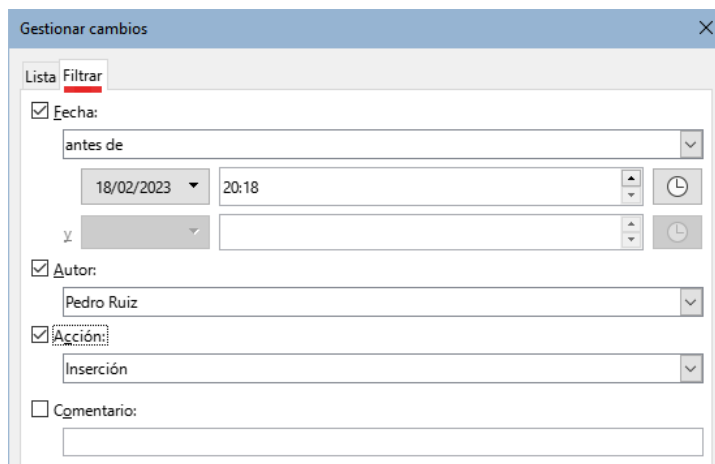 Gestionar cambios
Lista Filtrar
Fecha:
antes de
18/02/2023 20:18
y
Autor:
Pedro Ruiz
Acción:
Inserción
Comentario: